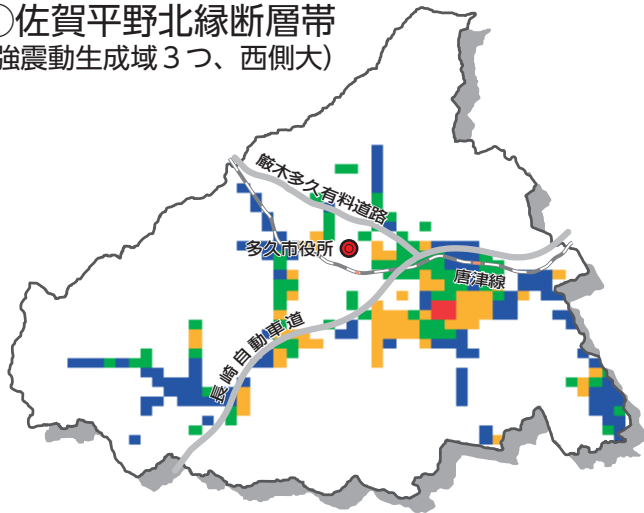 ○佐賀平野北縁断層帯
強震動生成域３つ、西側大）
厳木多久有料道路
多久市役所
唐津線
長崎自動車道